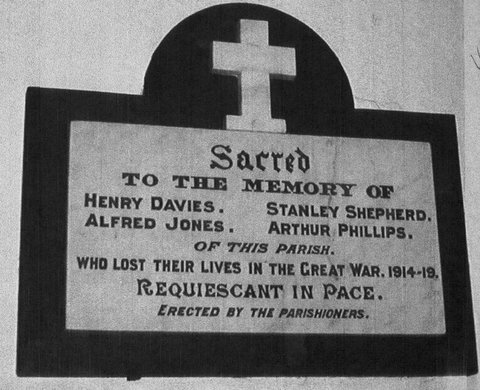 Sacred
TO THE MEMORY OF
HENRY DAVIES. STANLEY SHEPHERD.
ALFRED JONES. ARTHUR PHILLIPS.
OF THIS PARISH.
WHO LOST THEIR LIVES IN THE GREAT WAR. 1914-19.
REQUIESCANT IN PACE.
ERECTED BY THE PARISHIONERS.